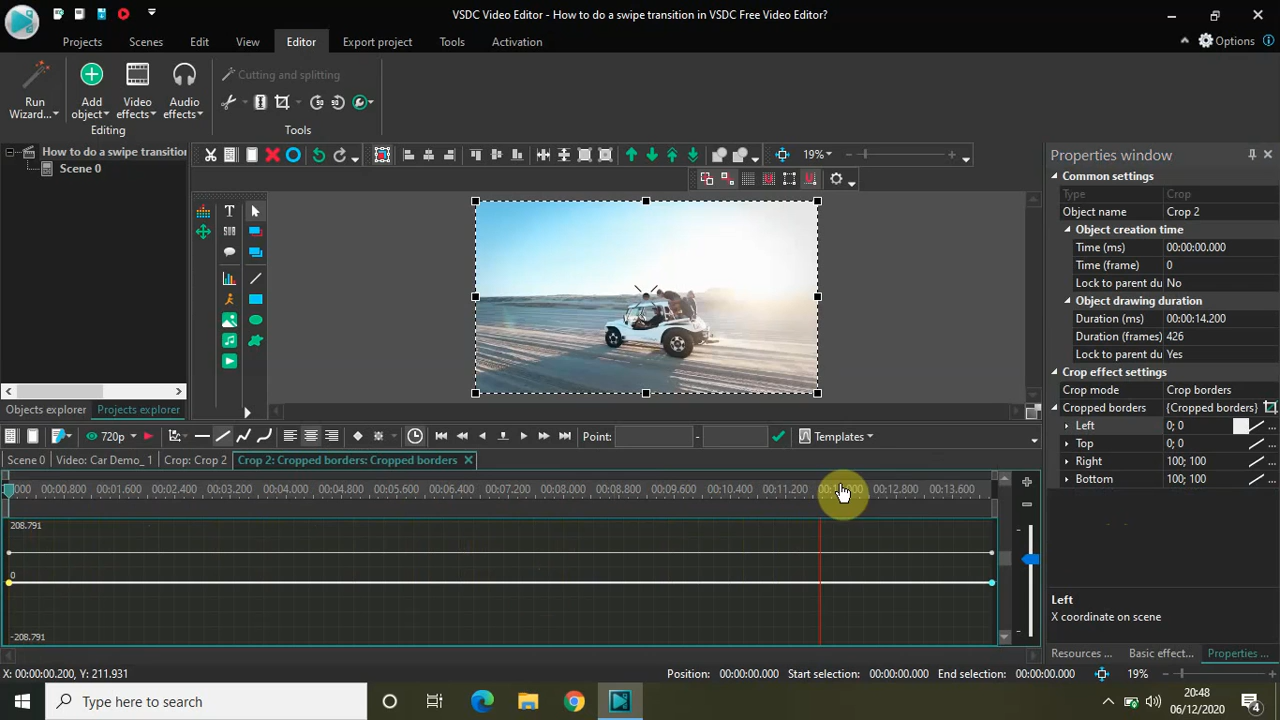 VSDC Video Editor - How to do a swipe transition in VSDC Free Video Editor?
Projects Scenes Edit View Editor Export project Tools Activation
Options
Run Wizard...
Add object
Video effects
Audio effects
Cutting and splitting
Editing
Tools
How to do a swipe transition
Scene 0
19%
Objects explorer
Projects explorer
T
Properties window
Common settings
Type Crop
Object name Crop 2
Object creation time
Time (ms) 00:00:00.000
Time (frame) 0
Lock to parent du No
Object drawing duration
Duration (ms) 00:00:14.200
Duration (frames) 426
Lock to parent du Yes
Crop effect settings
Crop mode Crop borders
Cropped borders {Cropped borders}
Left 0; 0
Top 0; 0
Right 100; 100 ...
Bottom 100; 100 ...
720p
Point: -
Templates
Scene 0 Video: Car Demo_ 1 Crop: Crop 2 Crop 2: Cropped borders: Cropped borders
000 00:00.800 00:01.600 00:02.400 00:03.200 00:04.000 00:04.800 00:05.600 00:06.400 00:07.200 00:08.000 00:08.800 00:09.600 00:10.400 00:11.200 00:12.800 00:13.600
208.791
0
-208.791
Left
X coordinate on scene
Resources ... Basic effect... Properties ...
X: 00:00:00.200, Y: 211.931
Position: 00:00:00.000 Start selection: 00:00:00.000 End selection: 00:00:00.000 19%
Type here to search
20:48
06/12/2020
4